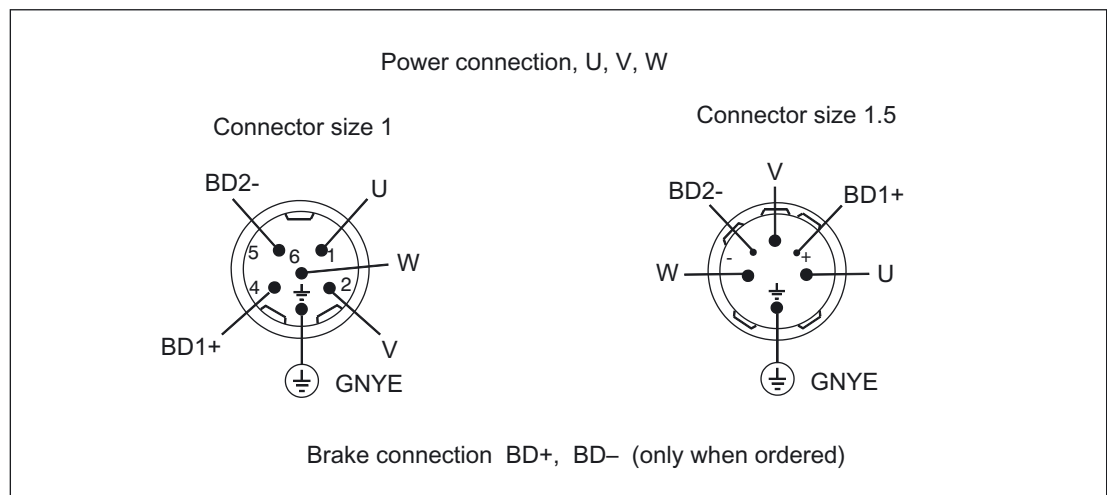 Power connection, U, V, W
Connector size 1
BD2-
U
5
6
1
W
4
2
BD1+
V
GNYE
Connector size 1.5
V
BD2-
BD1+
-
+
W
U
GNYE
Brake connection BD+, BD– (only when ordered)